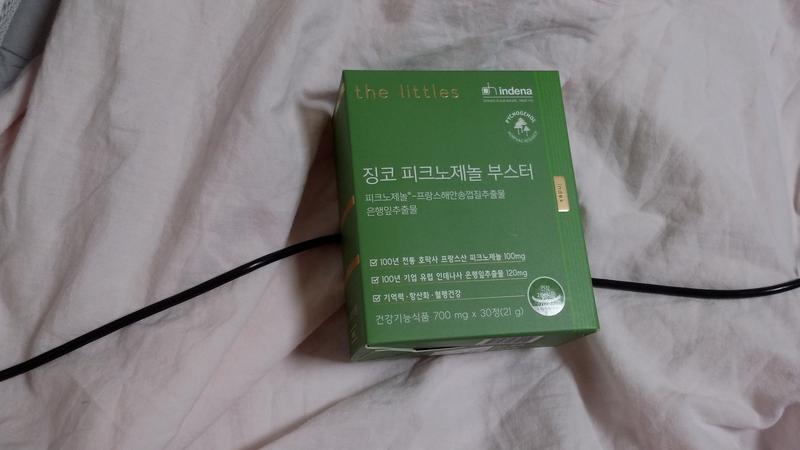 the littles
indena
PYCNOGENOL
징코 피크노제놀 부스터
피크노제놀®-프랑스해안송껍질추출물
은행잎추출물
100년 전통 호락사 프랑스산 피크노제놀 100mg
100년 기업 유럽 인데나사 은행잎추출물 120mg
기억력·항산화·혈행건강
건강기능식품 700 mg x 30정(21 g)